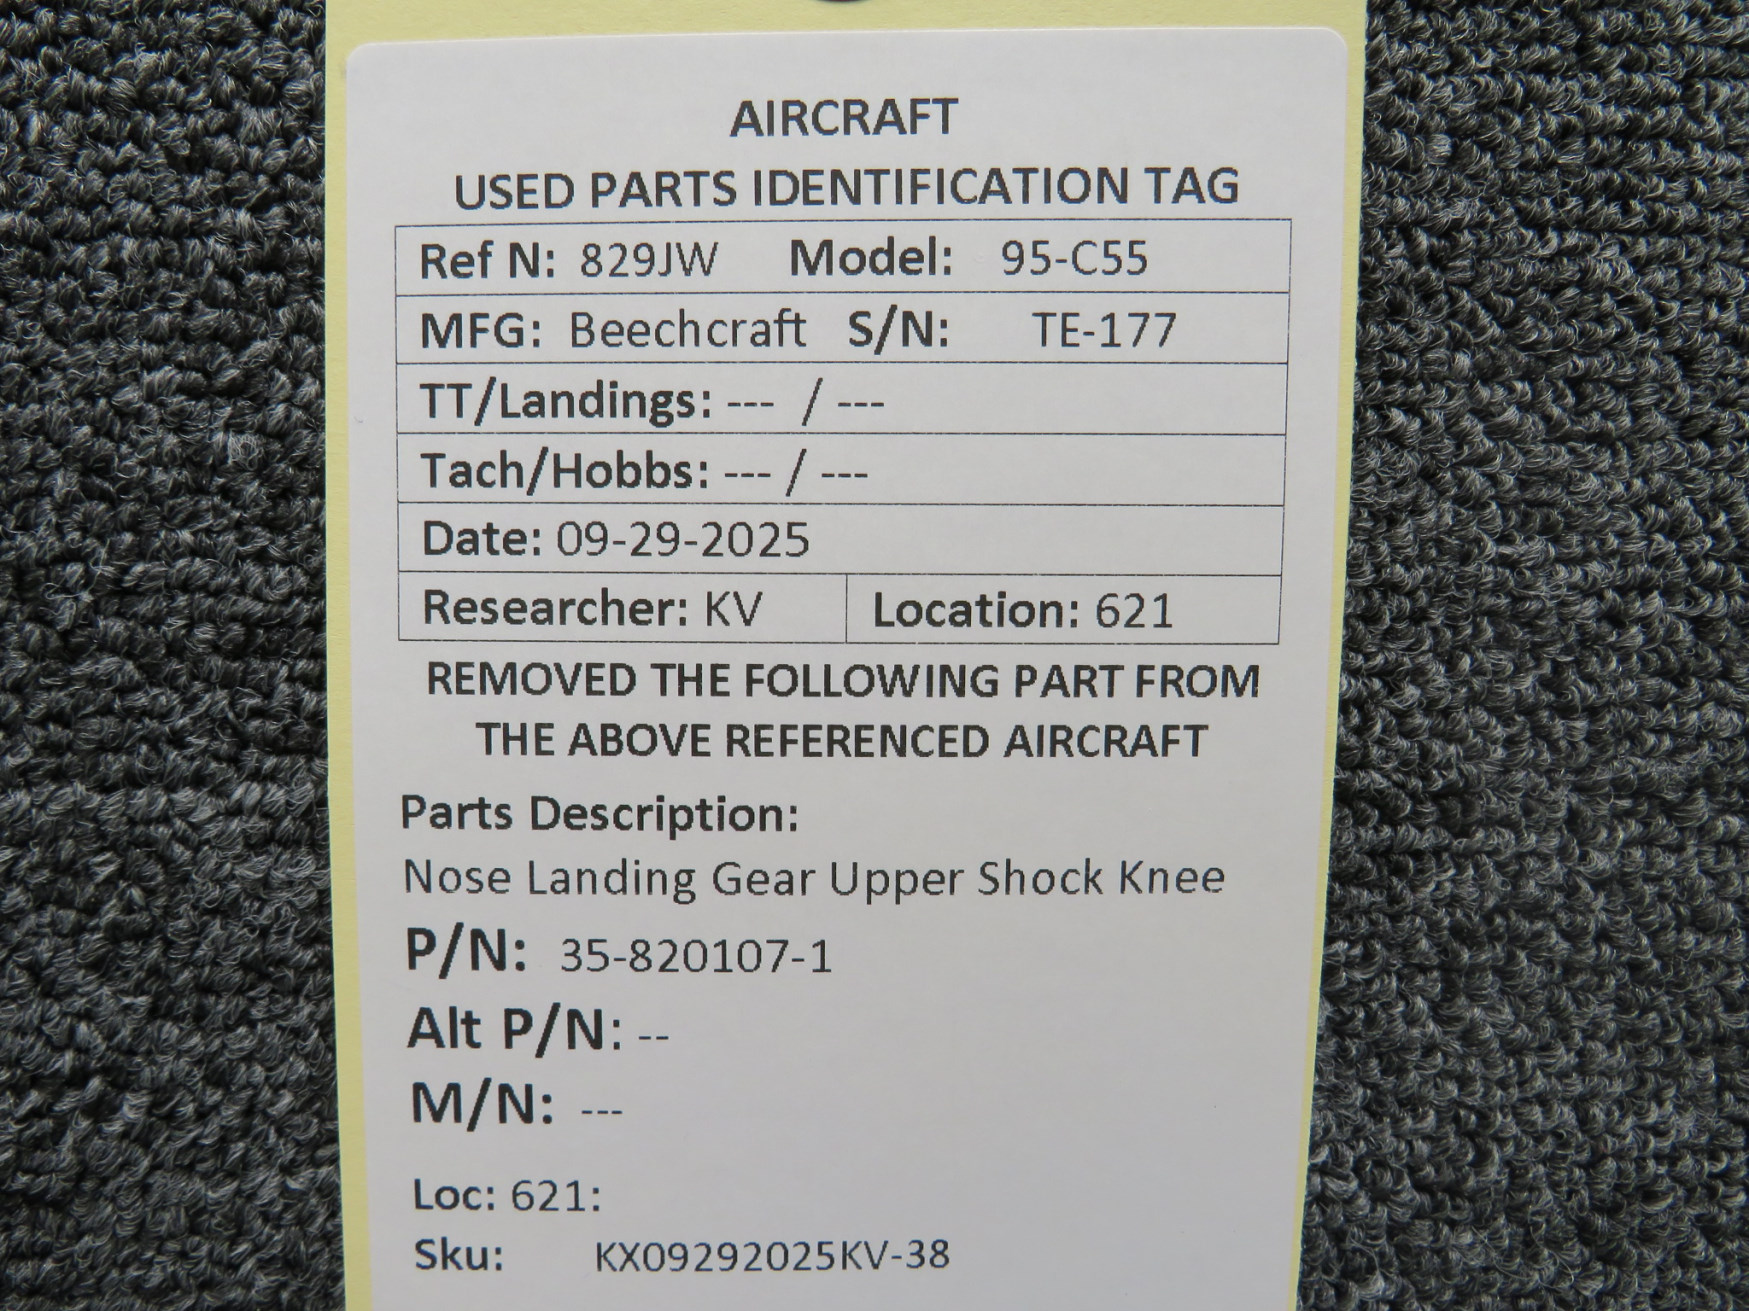 AIRCRAFT
USED PARTS IDENTIFICATION TAG
Ref N: 829JW Model: 95-C55
MFG: Beechcraft S/N: TE-177
TT/Landings: --- / ---
Tach/Hobbs: --- / ---
Date: 09-29-2025
Researcher: KV Location: 621
REMOVED THE FOLLOWING PART FROM
THE ABOVE REFERENCED AIRCRAFT
Parts Description:
Nose Landing Gear Upper Shock Knee
P/N: 35-820107-1
Alt P/N: --
M/N: ---
Loc: 621:
Sku: KX09292025KV-38